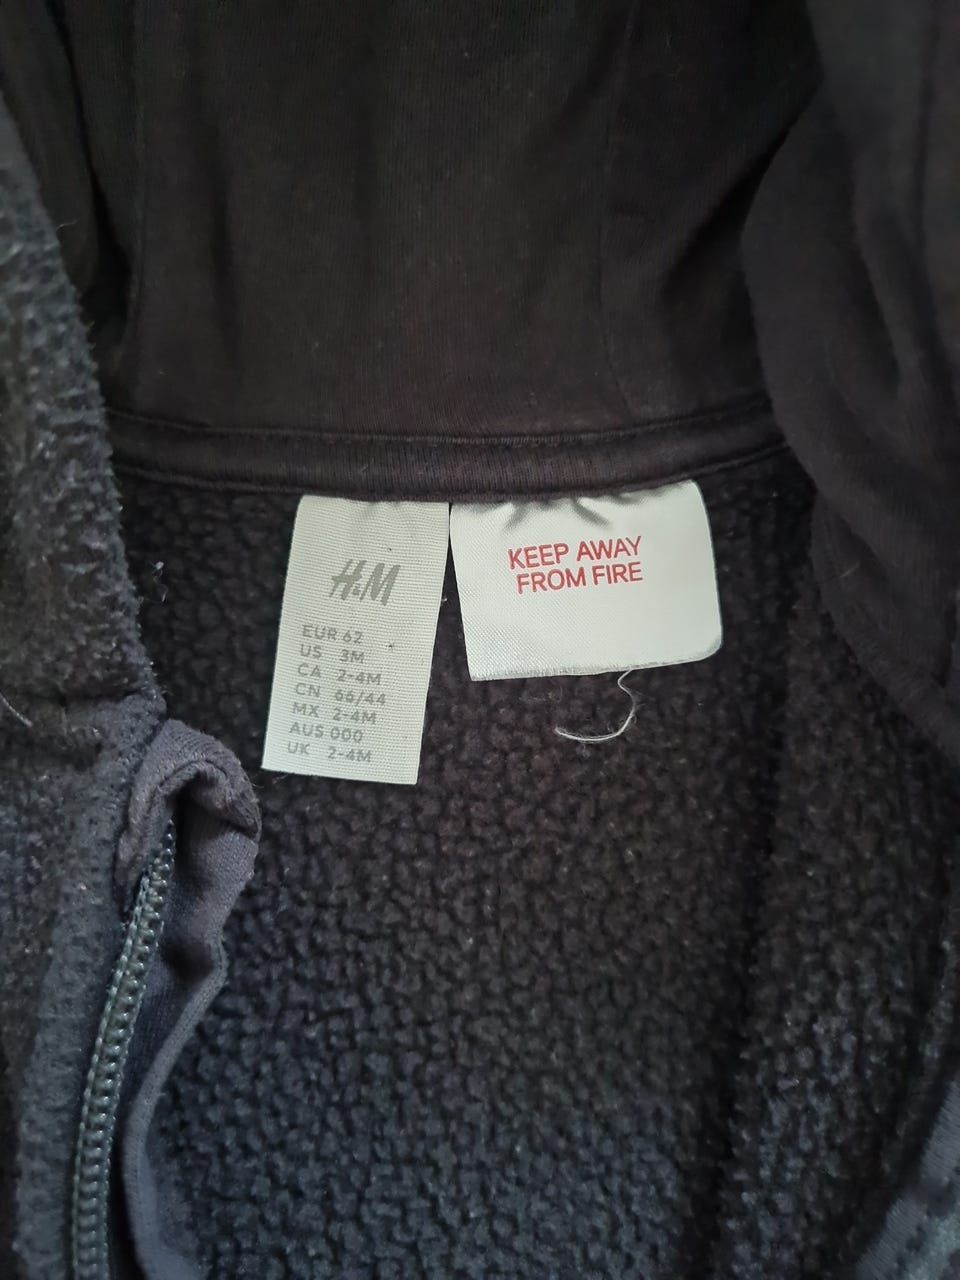 H&M
EUR 62
US 3M
CA 2-4M
CN 66/44
MX 2-4M
AUS 000
UK 2-4M
KEEP AWAY
FROM FIRE